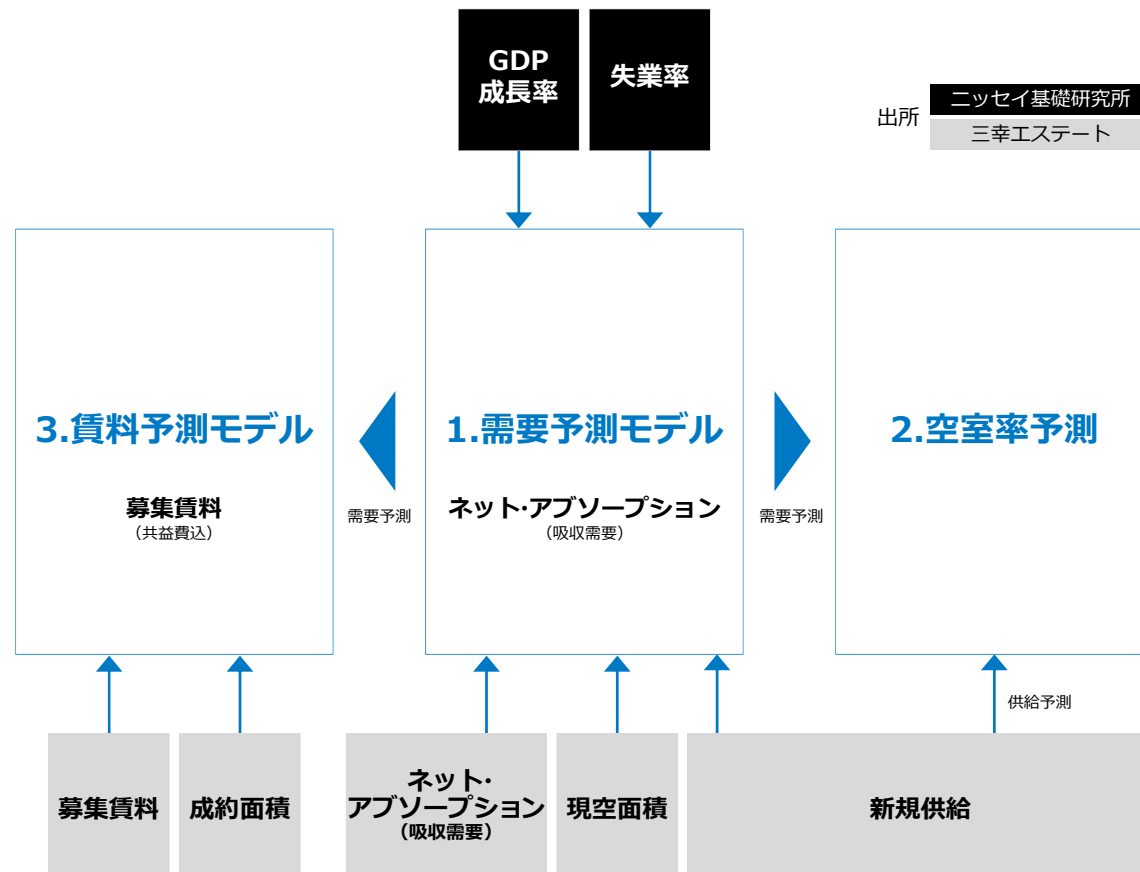 GDP
成長率
失業率
出所
ニッセイ基礎研究所
三幸エステート
3.賃料予測モデル
募集賃料
（共益費込）
需要予測
1.需要予測モデル
ネット・アブソープション
（吸収需要）
需要予測
2.空室率予測
供給予測
募集賃料
成約面積
ネット・
アブソープション
（吸収需要）
現空面積
新規供給